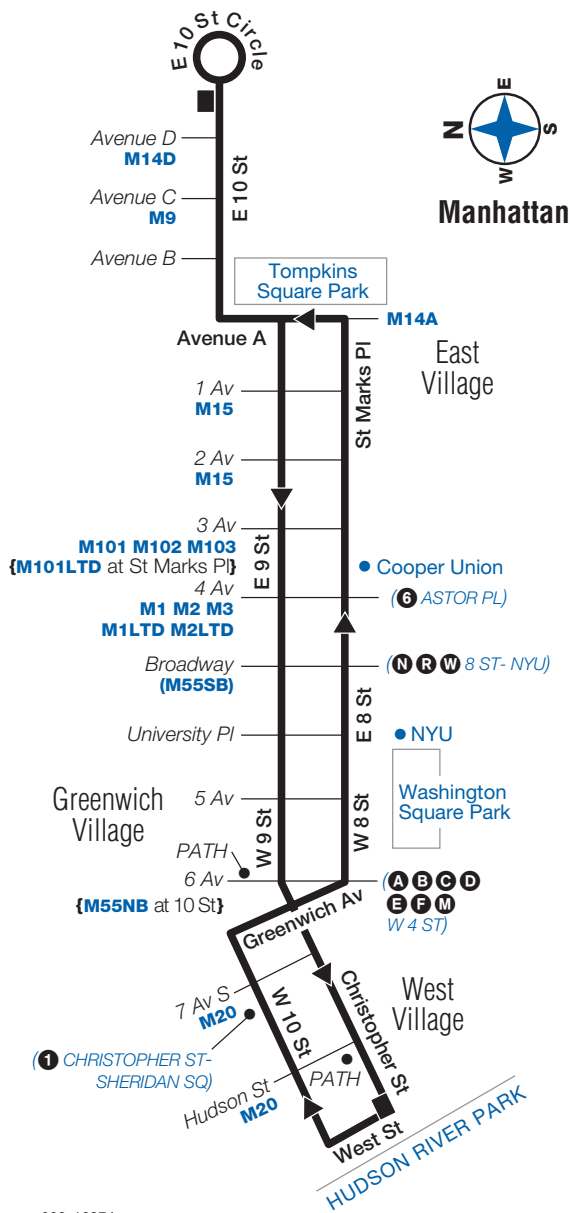 E 10 St Circle
N
E
S
W
Manhattan
Avenue D
M14D
E 10 St
Avenue C
M9
Avenue B
Tompkins
Square Park
M14A
Avenue A
St Marks Pl
East
Village
1 Av
M15
2 Av
M15
3 Av
M101 M102 M103
{M101LTD at St Marks Pl}
E 9 St
Cooper Union
4 Av
M1 M2 M3
M1LTD M2LTD
(6 ASTOR PL)
Broadway
(M55SB)
(N R W 8 ST- NYU)
E 8 St
University Pl
NYU
Washington
Square Park
Greenwich
Village
5 Av
W 9 St
W 8 St
PATH
6 Av
{M55NB at 10 St}
(A B C D
E F M
W 4 ST)
Greenwich Av
7 Av S
M20
W 10 St
Christopher St
West
Village
(1 CHRISTOPHER ST-
SHERIDAN SQ)
Hudson St
M20
PATH
West St
HUDSON RIVER PARK